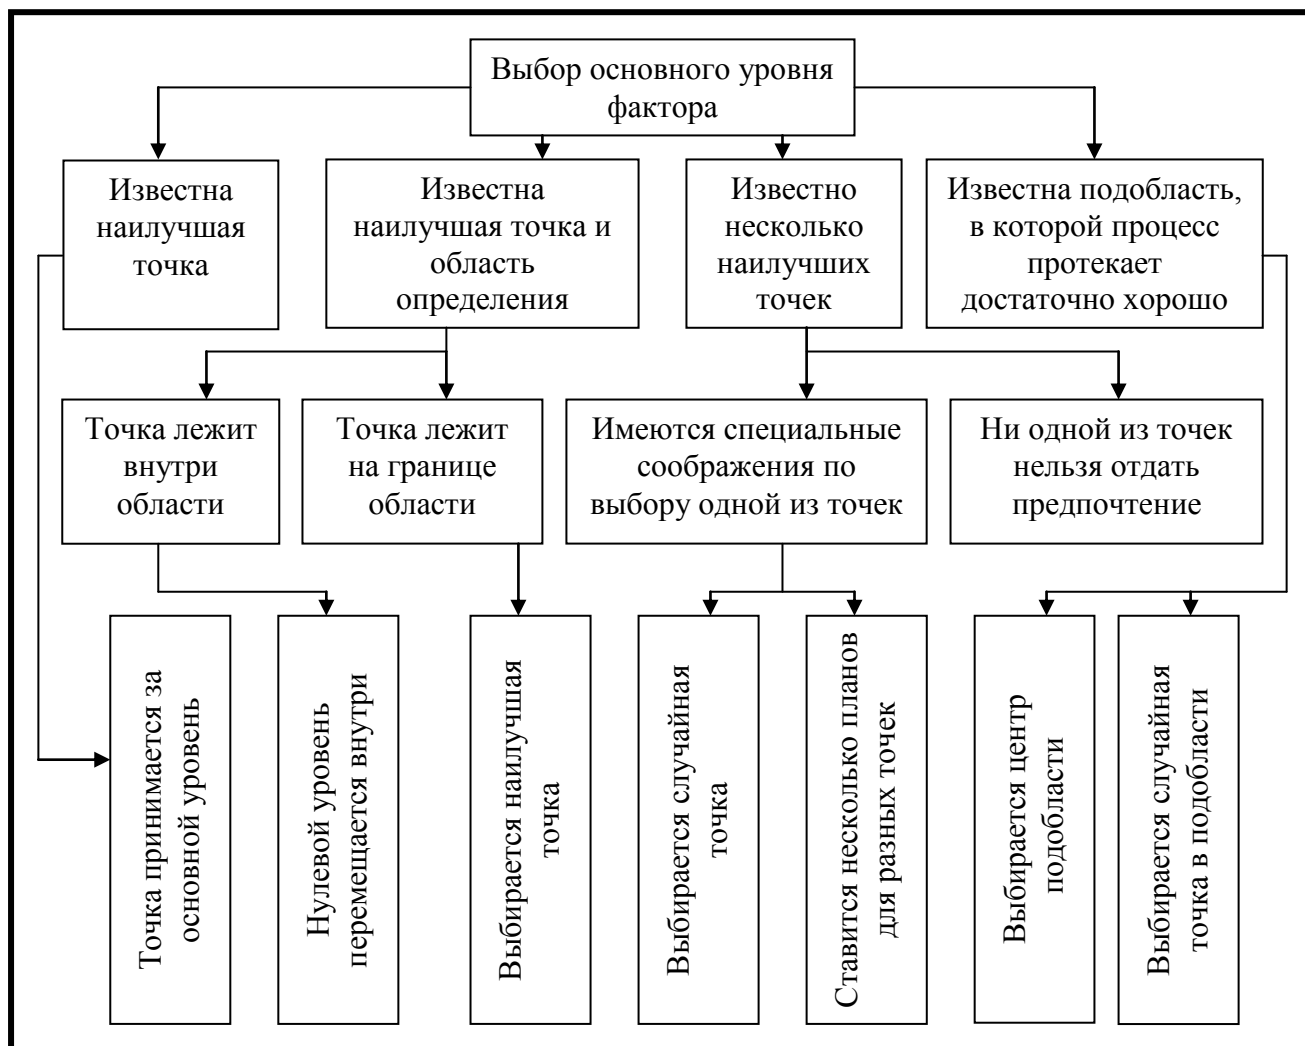 Выбор основного уровня
фактора
Известна
наилучшая
точка
Известна
наилучшая точка и
область
определения
Известно
несколько
наилучших
точек
Известна подобласть,
в которой процесс
протекает
достаточно хорошо
Точка лежит
внутри
области
Точка лежит
на границе
области
Имеются специальные
соображения по
выбору одной из точек
Ни одной из точек
нельзя отдать
предпочтение
Точка принимается за
основной уровень
Нулевой уровень
перемещается внутри
Выбирается наилучшая
точка
Выбирается случайная
точка
Ставится несколько планов
для разных точек
Выбирается центр
подобласти
Выбирается случайная
точка в подобласти